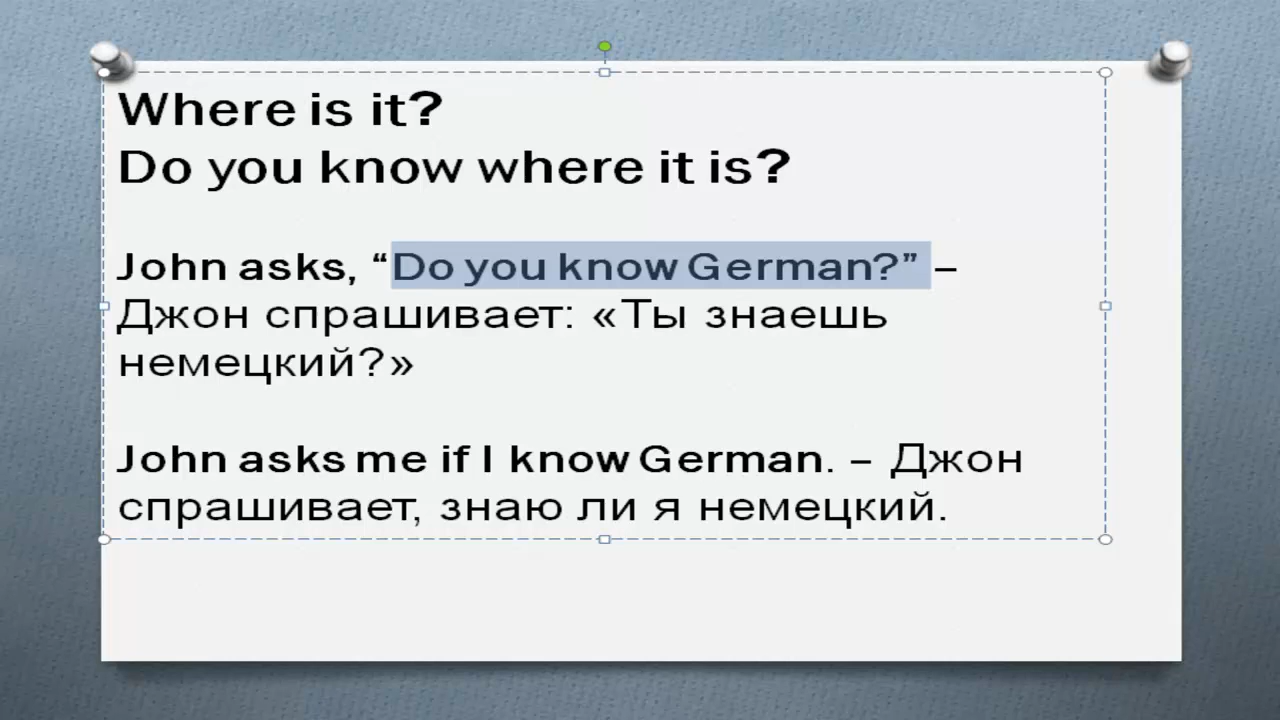 Where is it?
Do you know where it is?
John asks, “Do you know German?” –
Джон спрашивает: «Ты знаешь
немецкий?»
John asks me if I know German. – Джон
спрашивает, знаю ли я немецкий.